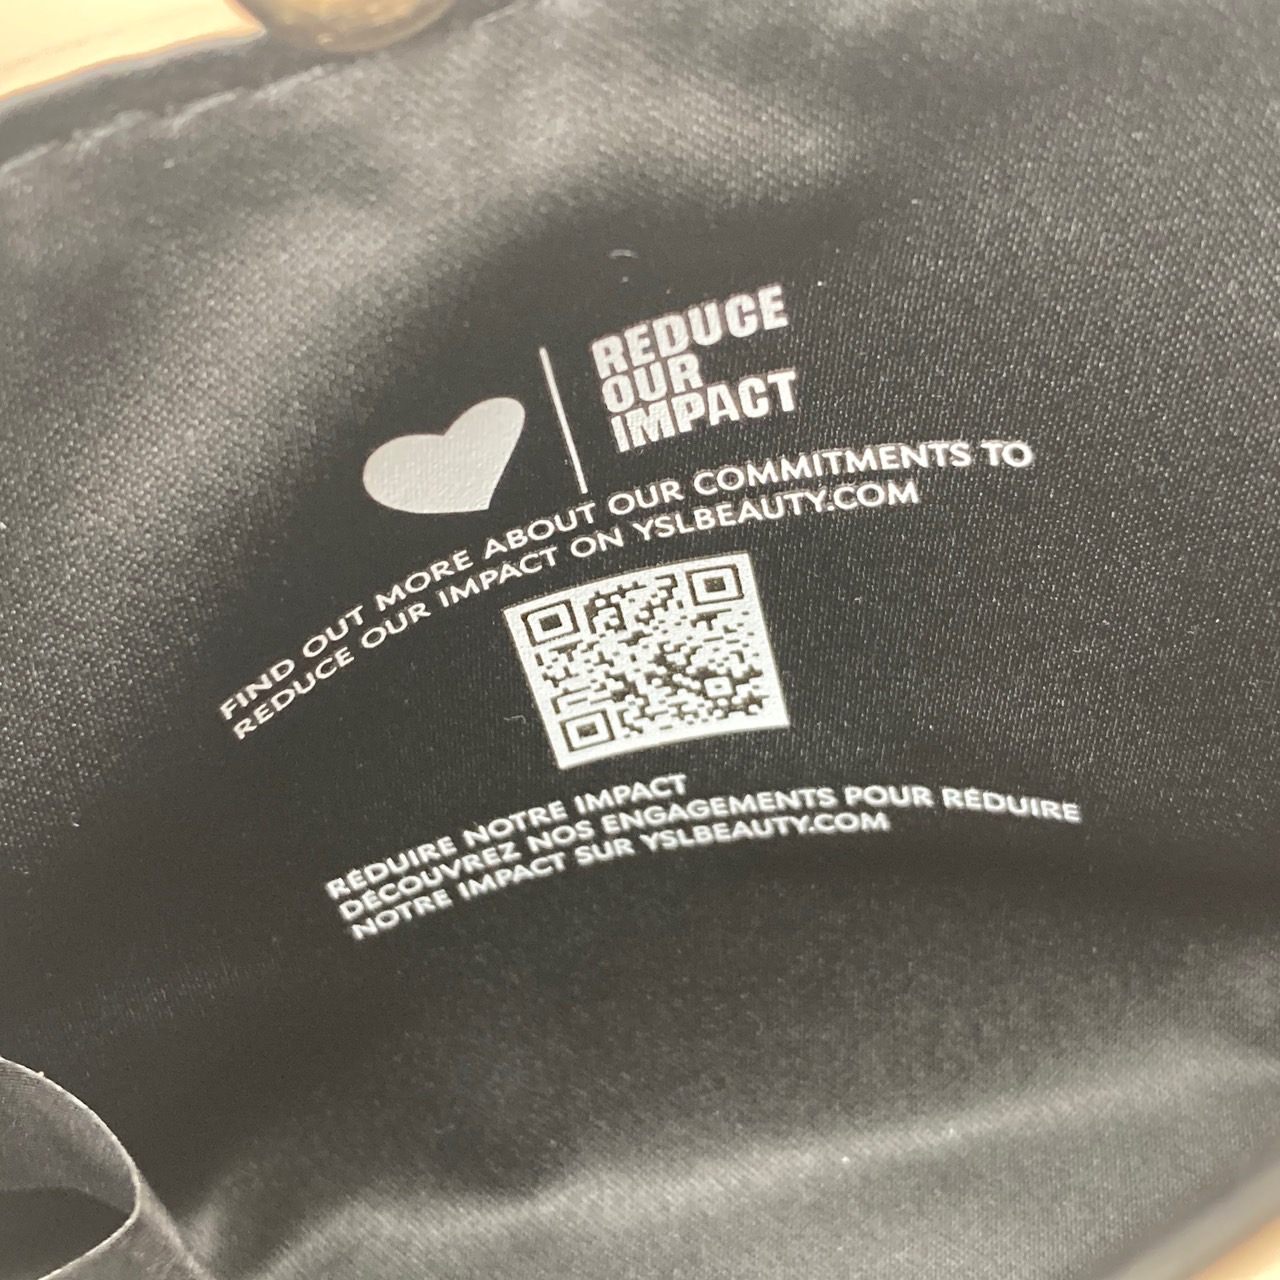 REDUCE
OUR
IMPACT
FIND OUT MORE ABOUT OUR COMMITMENTS TO
REDUCE OUR IMPACT ON YSLBEAUTY.COM
RÉDUIRE NOTRE IMPACT
DÉCOUVREZ NOS ENGAGEMENTS POUR RÉDUIRE
NOTRE IMPACT SUR YSLBEAUTY.COM